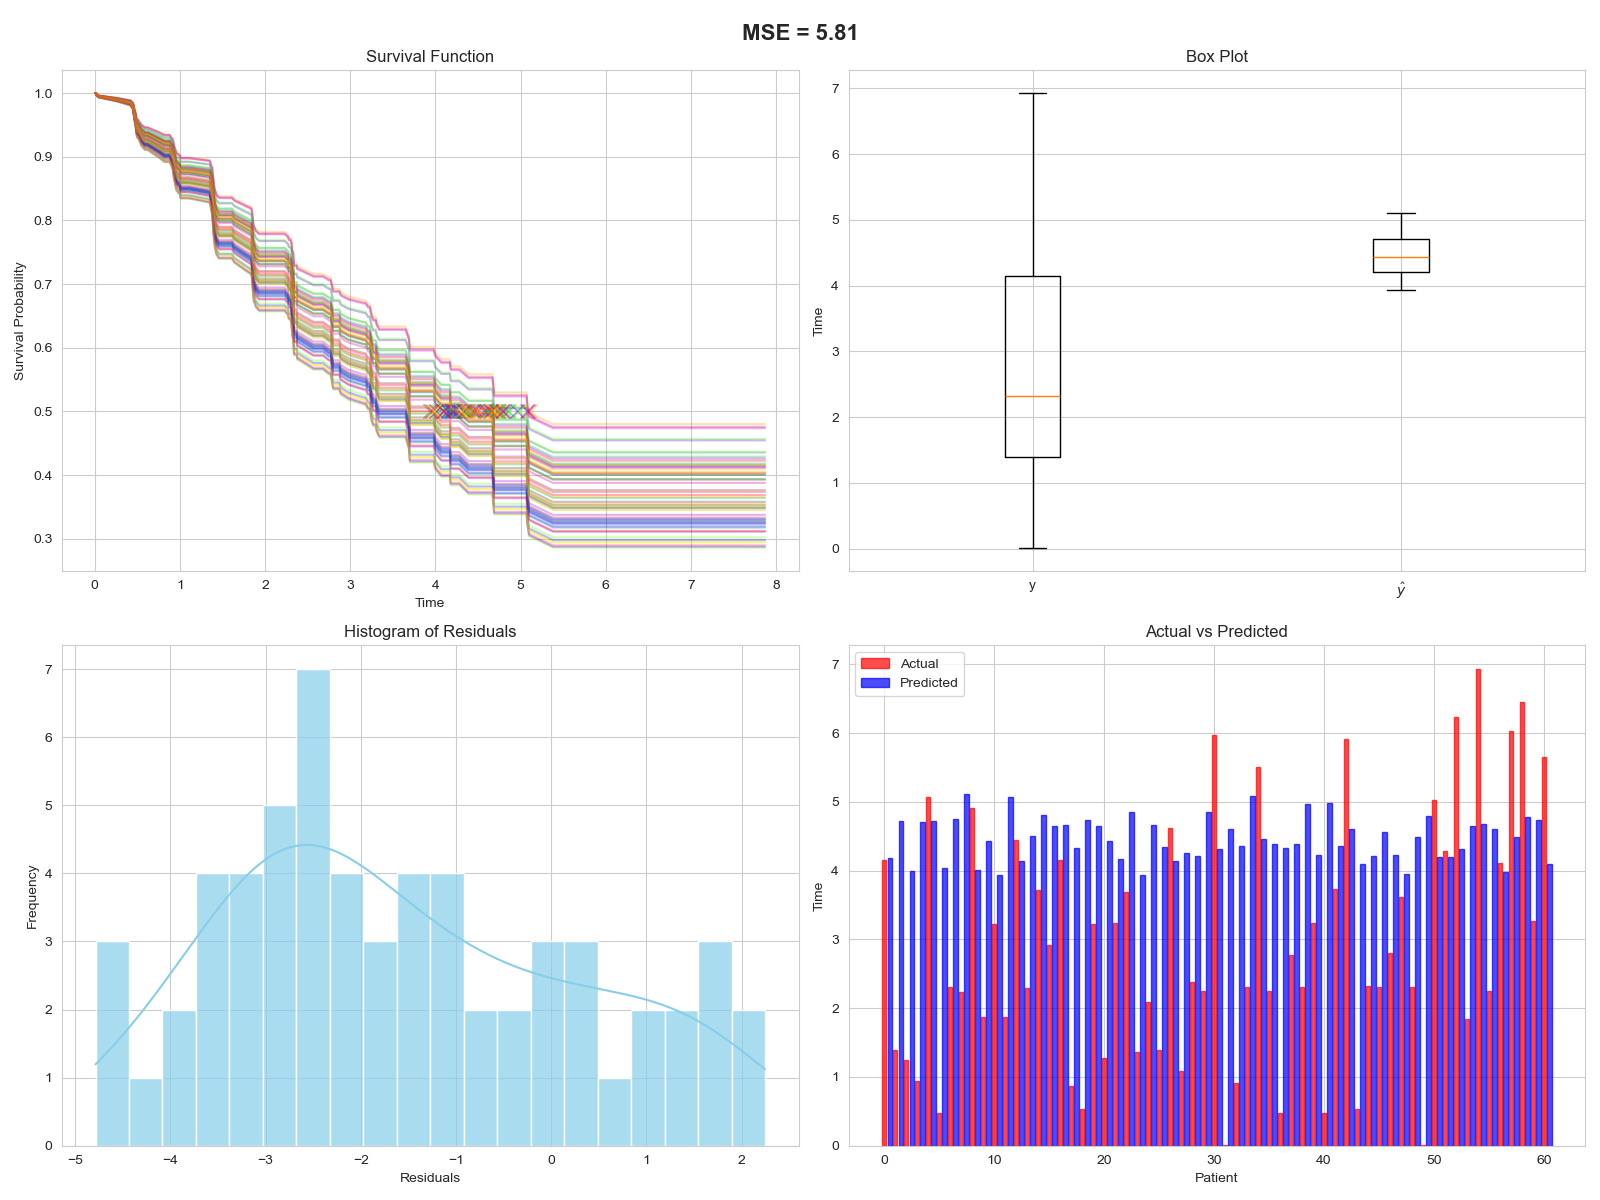 MSE = 5.81
Survival Function
Survival Probability
1.0
0.9
0.8
0.7
0.6
0.5
0.4
0.3
0 1 2 3 4 5 6 7 8
Time
Box Plot
Time
7
6
5
4
3
2
1
0
y ŷ
Histogram of Residuals
Frequency
7
6
5
4
3
2
1
0
−5 −4 −3 −2 −1 0 1 2
Residuals
Actual vs Predicted
Actual
Predicted
Time
7
6
5
4
3
2
1
0
0 10 20 30 40 50 60
Patient